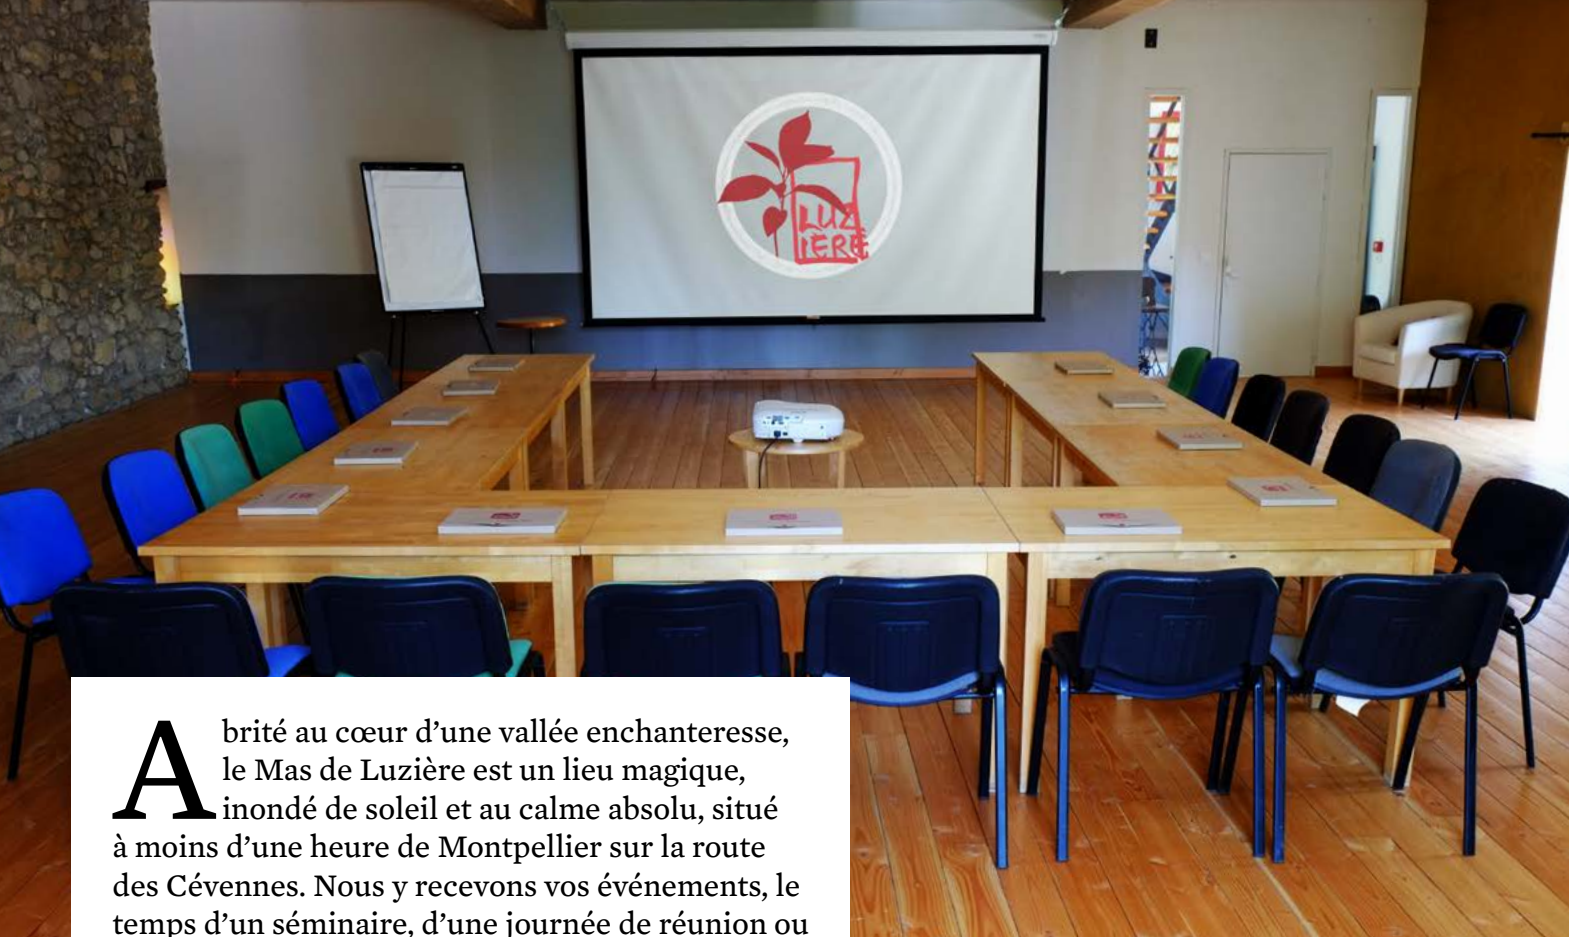 LUZ
IÈRE
Abrité au cœur d’une vallée enchanteresse,
le Mas de Luzière est un lieu magique,
inondé de soleil et au calme absolu, situé
à moins d’une heure de Montpellier sur la route
des Cévennes. Nous y recevons vos événements, le
temps d’un séminaire, d’une journée de réunion ou